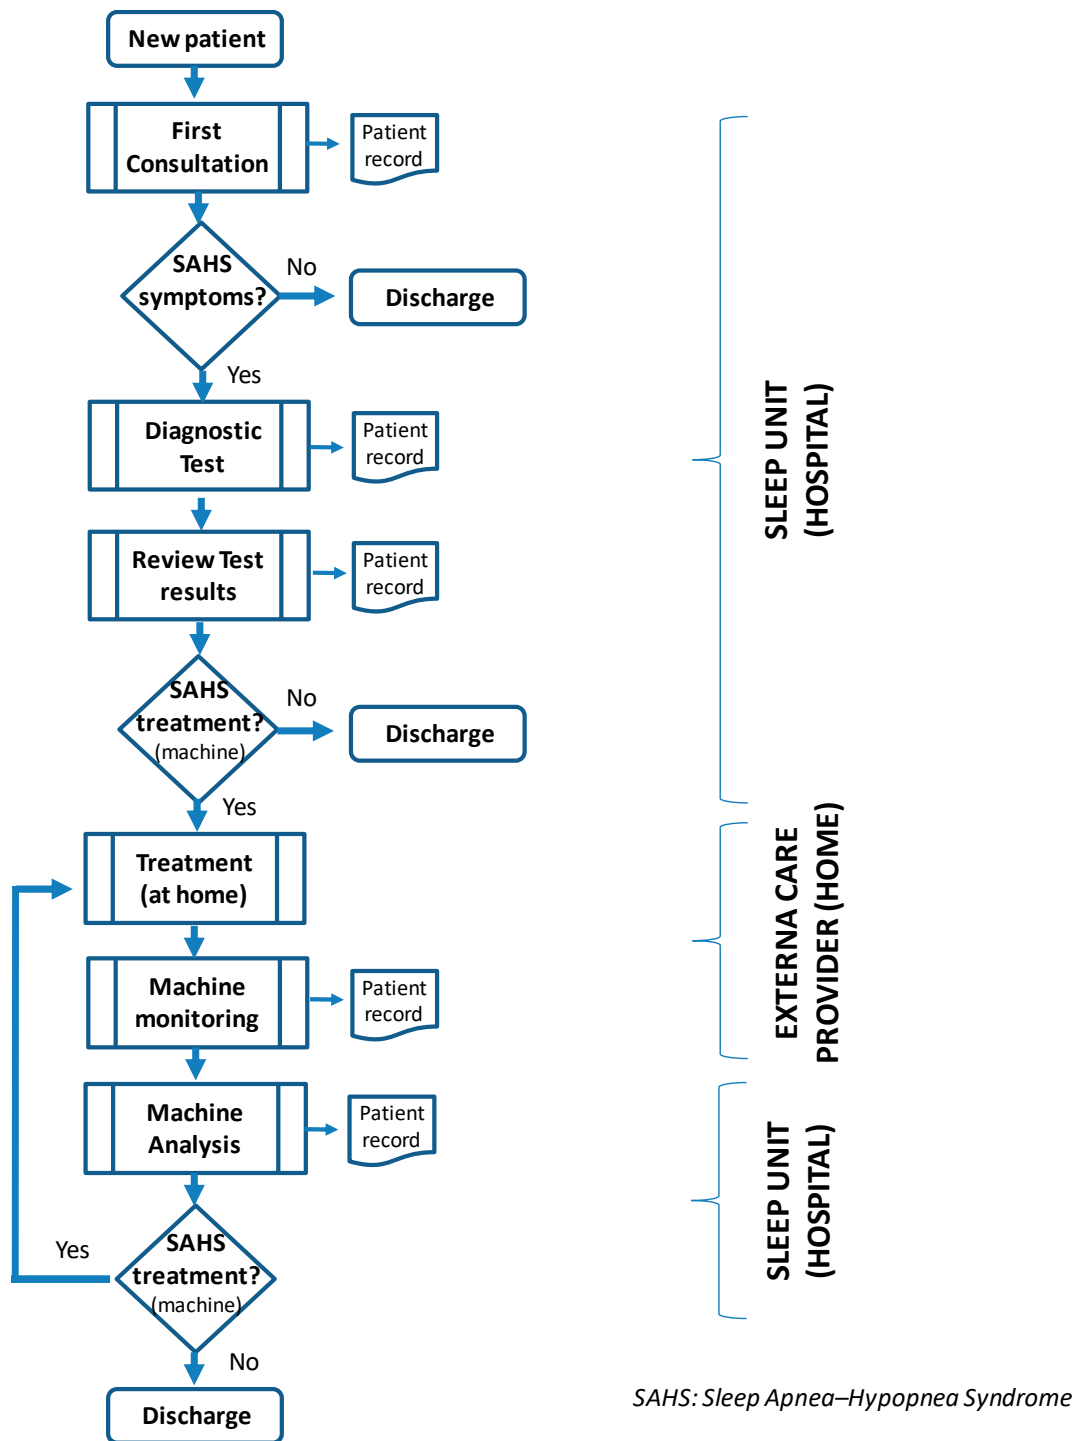 New patient
First
Consultation
Patient
record
SAHS
symptoms?
No
Discharge
Yes
Diagnostic
Test
Patient
record
Review Test
results
Patient
record
SAHS
treatment?
(machine)
No
Discharge
Yes
SLEEP UNIT
(HOSPITAL)
Treatment
(at home)
Machine
monitoring
Patient
record
EXTERNA CARE
PROVIDER (HOME)
Machine
Analysis
Patient
record
SAHS
treatment?
(machine)
Yes
No
Discharge
SLEEP UNIT
(HOSPITAL)
SAHS: Sleep Apnea–Hypopnea Syndrome